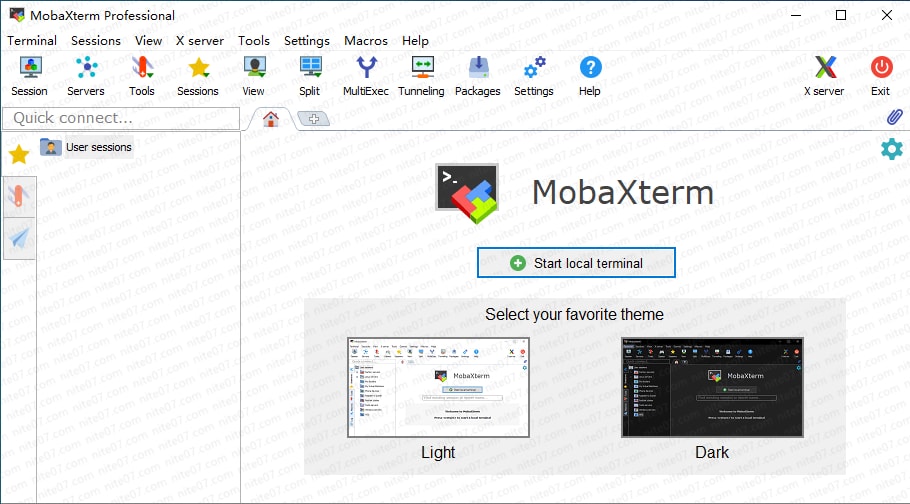 MobaXterm Professional
Terminal Sessions View X server Tools Settings Macros Help
Session Servers Tools Sessions View Split MultiExec Tunneling Packages Settings Help X server Exit
Quick connect...
User sessions
>_
MobaXterm
Start local terminal
Select your favorite theme
MobaXterm
MobaXterm
Light Dark
nite07.com